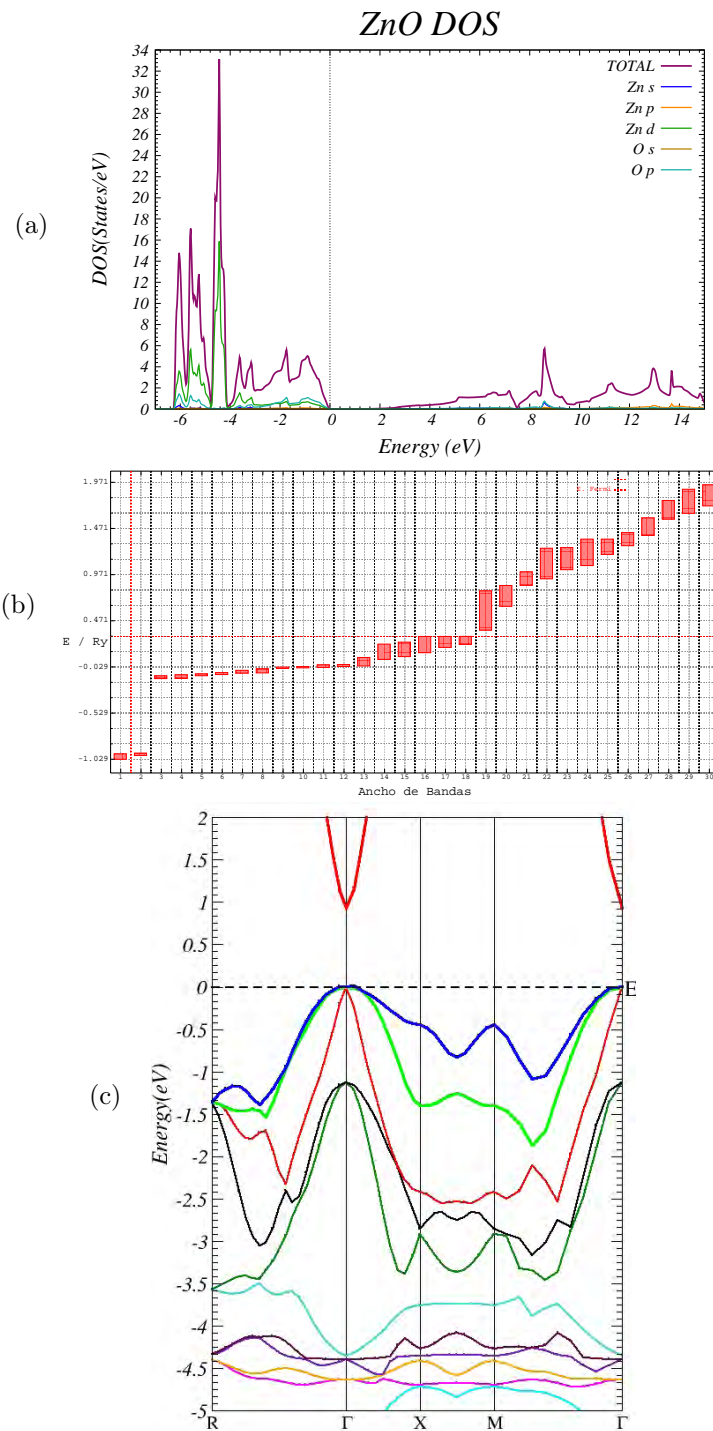 ZnO DOS
(a)
DOS(States/eV)
34
32
30
28
26
24
22
20
18
16
14
12
10
8
6
4
2
0
TOTAL
Zn s
Zn p
Zn d
O s
O p
-6 -4 -2 0 2 4 6 8 10 12 14
Energy (eV)
(b)
1.971
1.471
0.971
0.471
E / Ry
-0.029
-0.529
-1.029
1 2 3 4 5 6 7 8 9 10 11 12 13 14 15 16 17 18 19 20 21 22 23 24 25 26 27 28 29 30
Ancho de Bandas
(c)
Energy(eV)
2
1.5
1
0.5
0
-0.5
-1
-1.5
-2
-2.5
-3
-3.5
-4
-4.5
-5
E
R Γ X M Γ